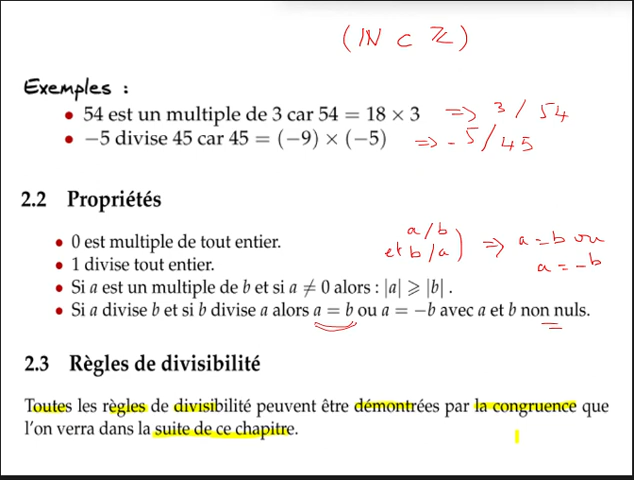 (ℕ ⊂ ℤ)
Exemples :
• 54 est un multiple de 3 car 54 = 18 × 3 ⇒ 3 / 54
• −5 divise 45 car 45 = (−9) × (−5) ⇒ -5 / 45
2.2 Propriétés
• 0 est multiple de tout entier.
• 1 divise tout entier.
a/b
et b/a) ⇒ a = b ou
a = -b
• Si a est un multiple de b et si a ≠ 0 alors : |a| ⩾ |b| .
• Si a divise b et si b divise a alors a = b ou a = −b avec a et b non nuls.
2.3 Règles de divisibilité
Toutes les règles de divisibilité peuvent être démontrées par la congruence que
l'on verra dans la suite de ce chapitre.